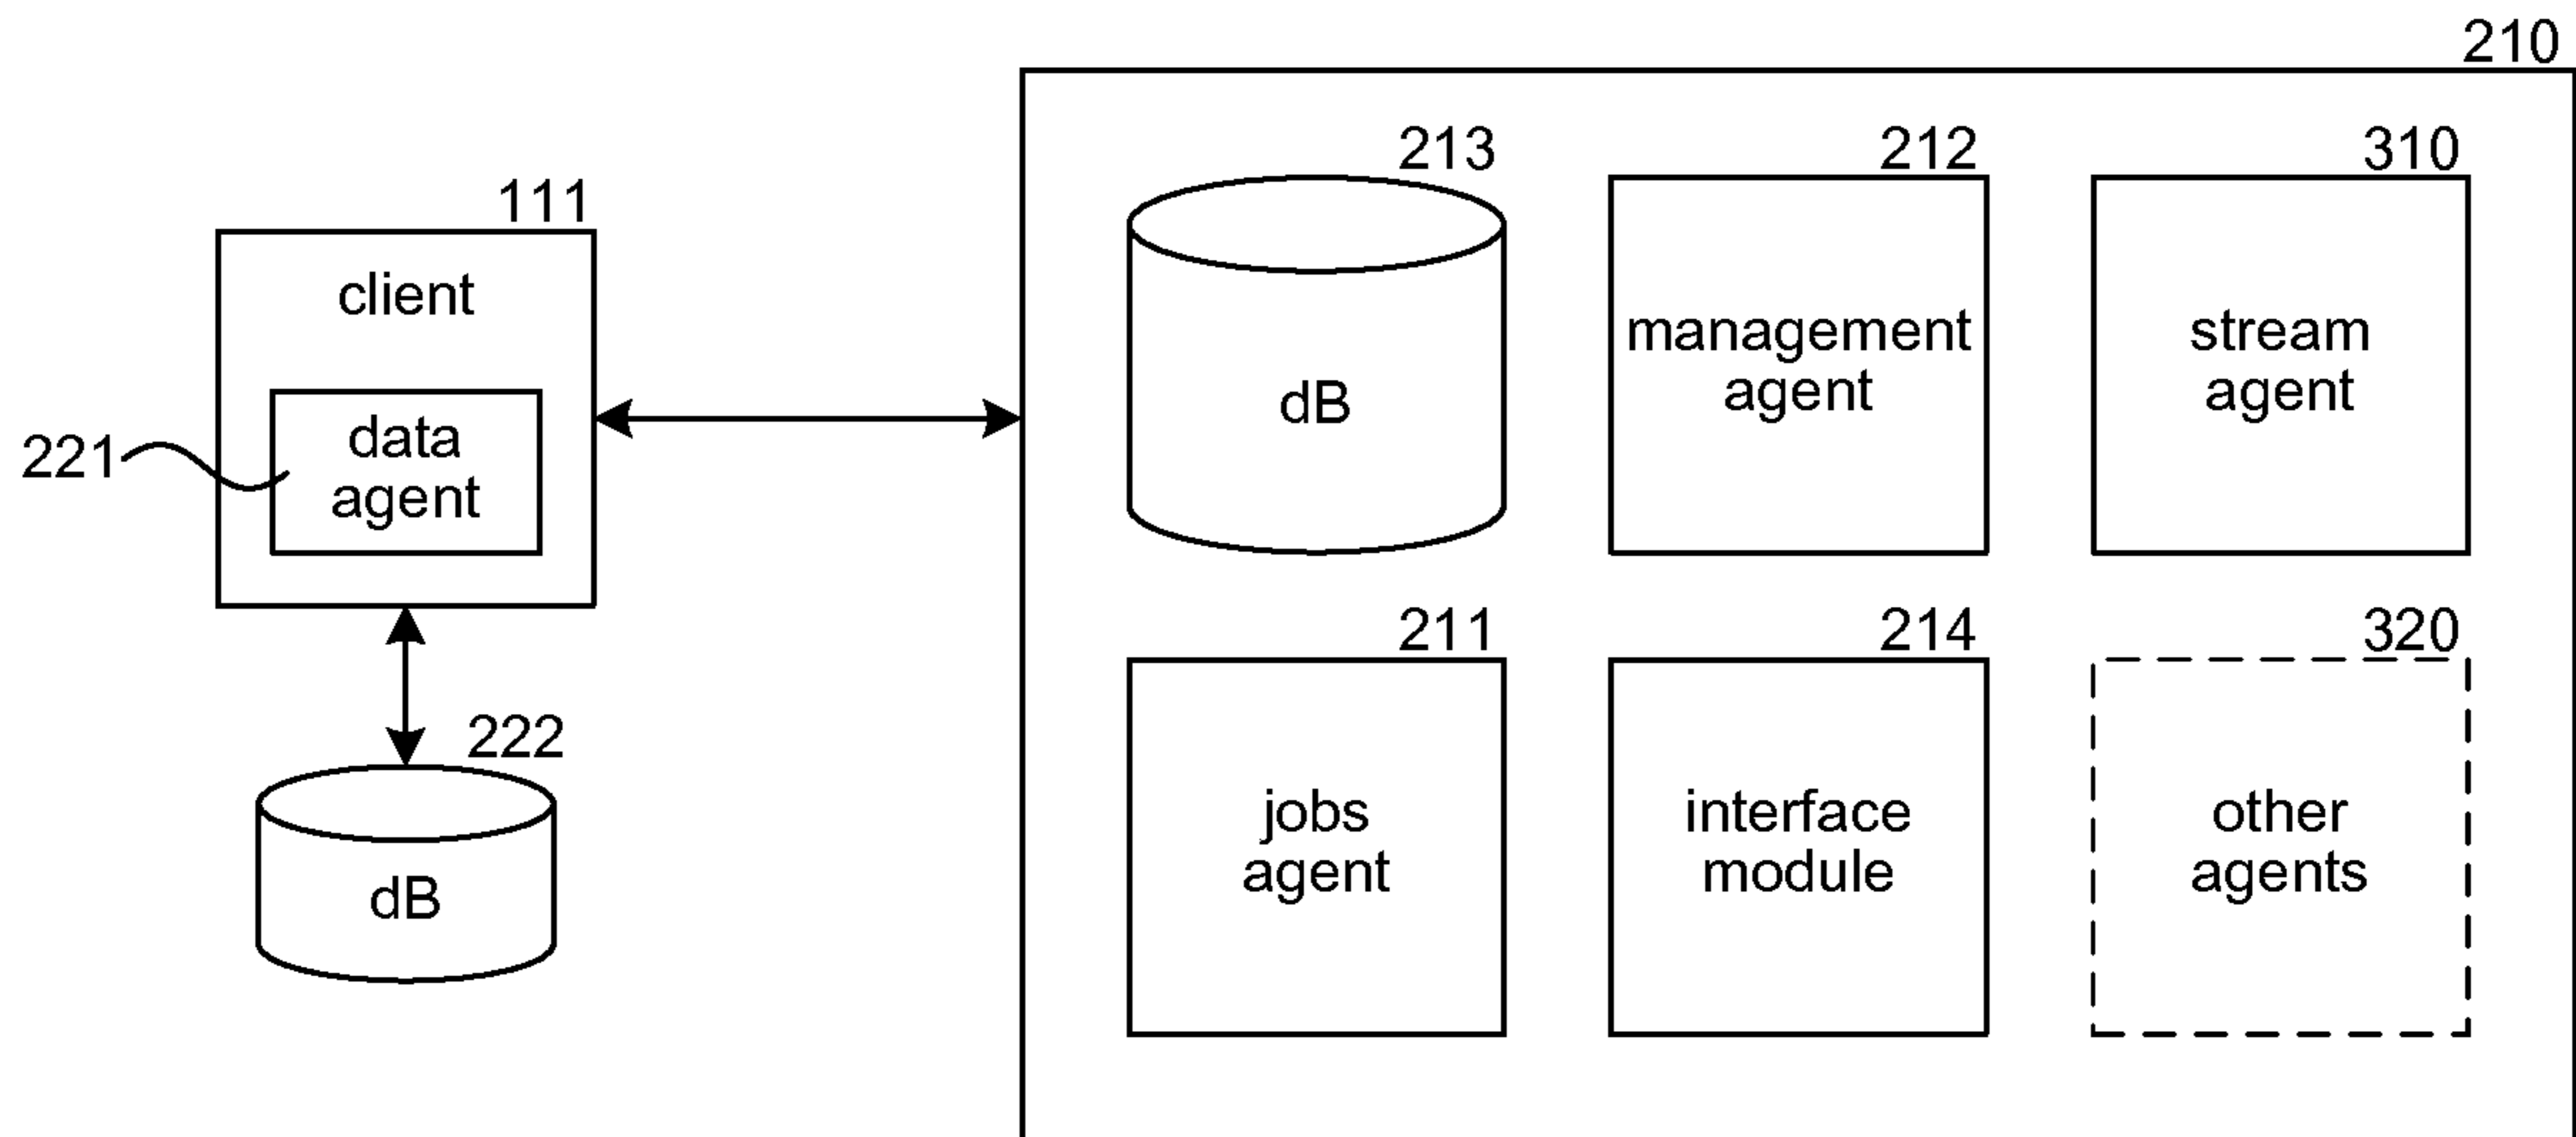 210
213
212
310
111
client
management
agent
stream
agent
dB
data
agent
221
211
214
320
222
jobs
agent
interface
module
other
agents
dB